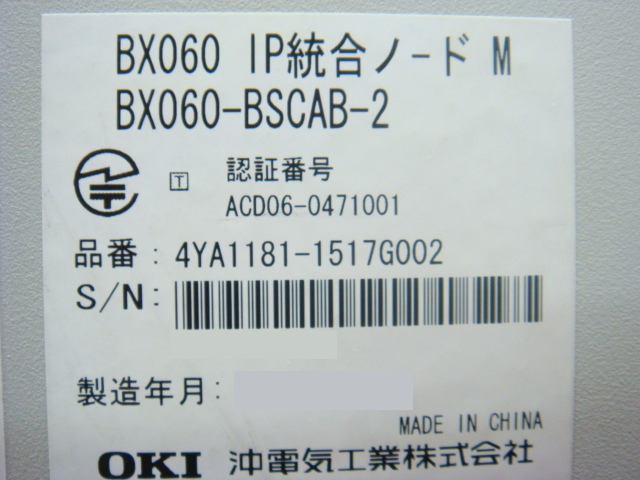 BX060 IP統合ノード M
BX060-BSCAB-2
T 認証番号
ACD06-0471001
品番：4YA1181-1517G002
S/N：
製造年月：
MADE IN CHINA
OKI 沖電気工業株式会社